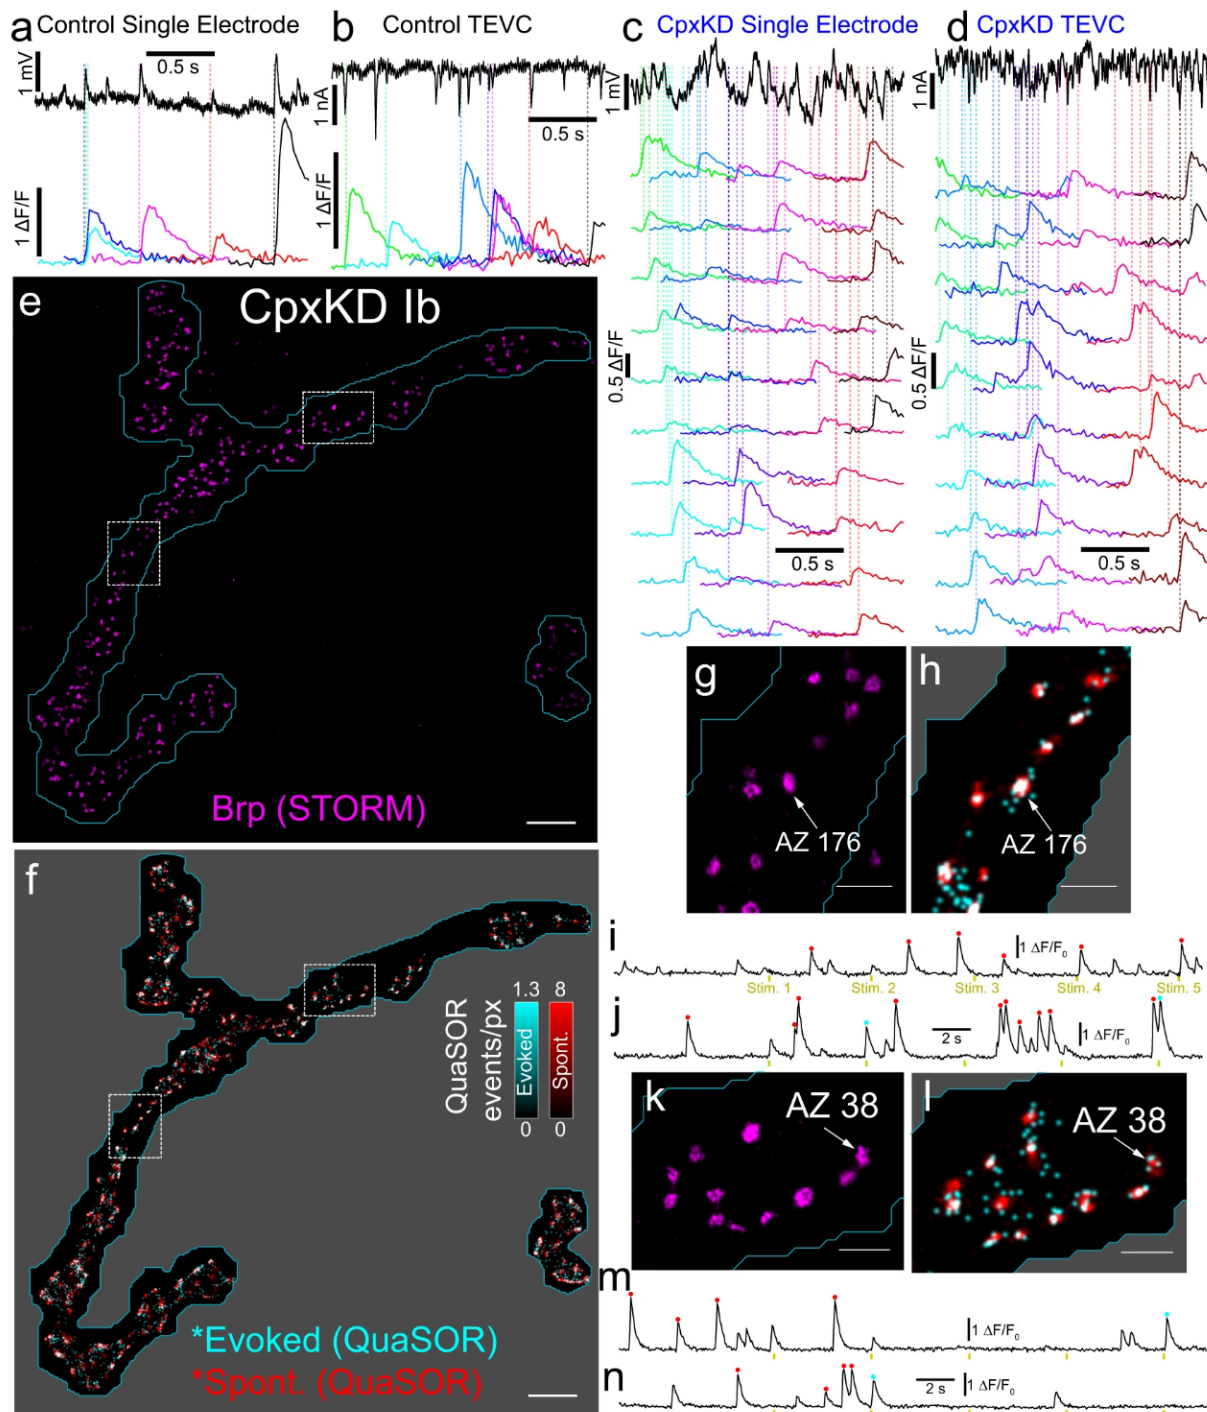 a
Control Single Electrode
0.5 s
1 mV
1 ΔF/F
b
Control TEVC
1 nA
0.5 s
1 ΔF/F
c
CpxKD Single Electrode
1 mV
0.5 ΔF/F
0.5 s
d
CpxKD TEVC
1 nA
0.5 ΔF/F
0.5 s
e
CpxKD Ib
Brp (STORM)
f
QuaSOR
events/px
1.3
Evoked
0
8
Spont.
0
*Evoked (QuaSOR)
*Spont. (QuaSOR)
g
AZ 176
h
AZ 176
i
1 ΔF/F0
Stim. 1
Stim. 2
Stim. 3
Stim. 4
Stim. 5
j
2 s
1 ΔF/F0
k
AZ 38
l
AZ 38
m
1 ΔF/F0
n
2 s
1 ΔF/F0